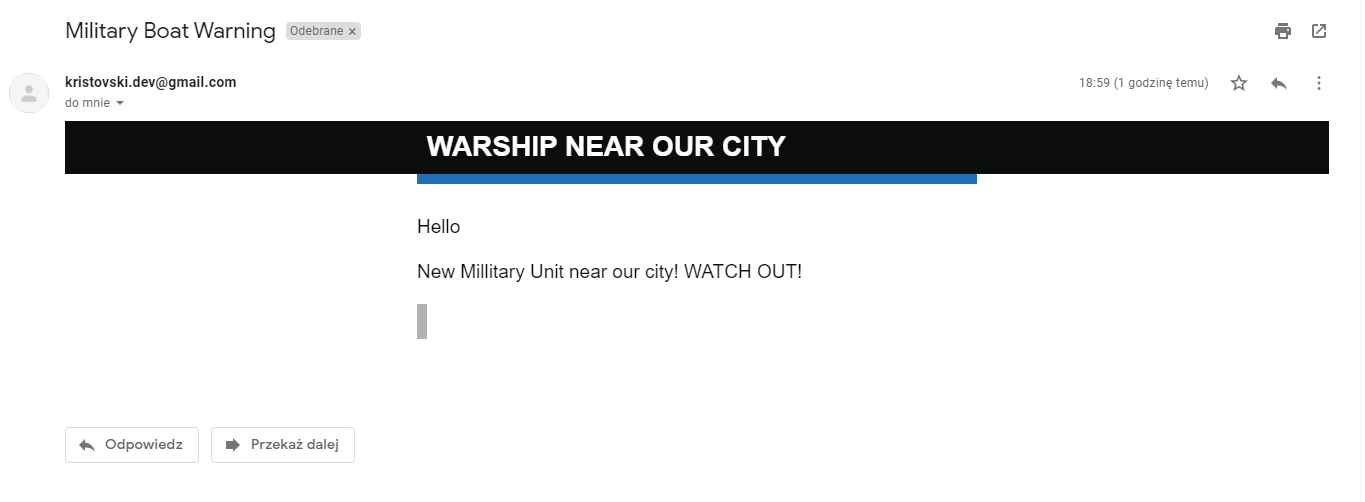 Military Boat Warning Odebrane ×
kristovski.dev@gmail.com 18:59 (1 godzinę temu)
do mnie
WARSHIP NEAR OUR CITY
Hello
New Millitary Unit near our city! WATCH OUT!
Odpowiedz Przekaż dalej